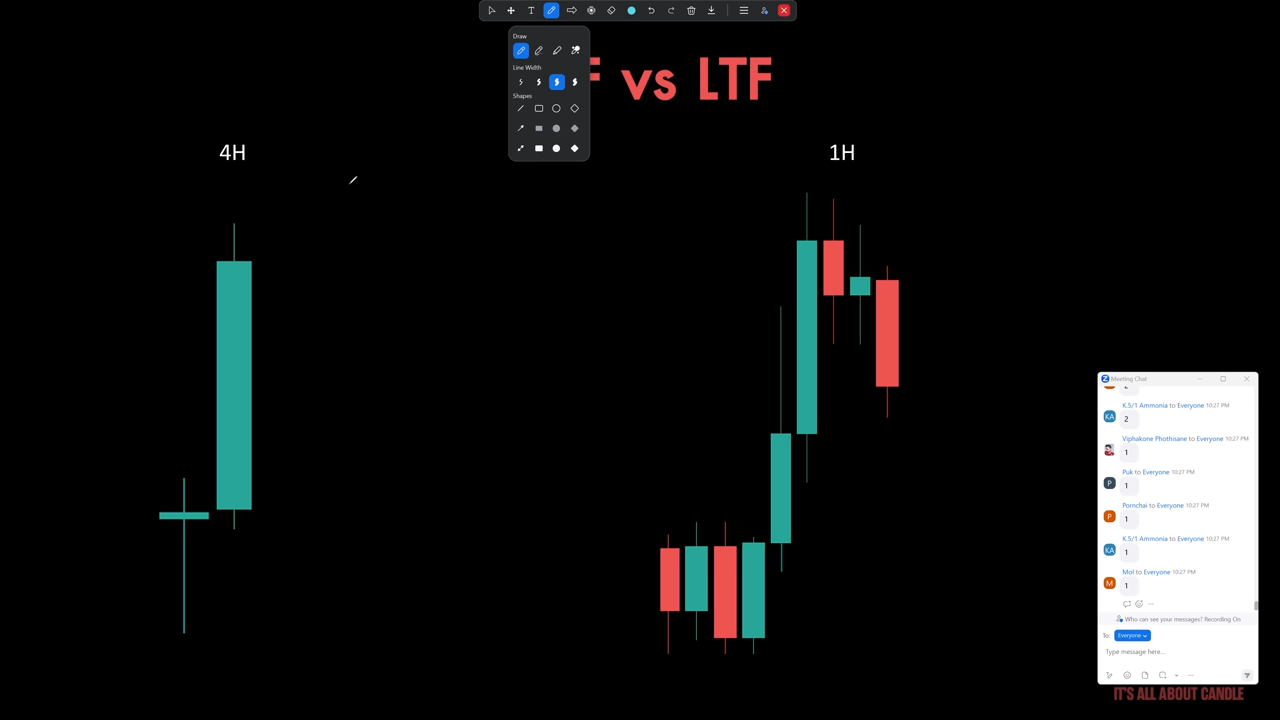 Draw
Line Width
Shapes
F vs LTF
4H
1H
Meeting Chat
K.5/1 Ammonia to Everyone 10:27 PM
KA
2
Viphakone Phothisane to Everyone 10:27 PM
1
Puk to Everyone 10:27 PM
P
1
Pornchai to Everyone 10:27 PM
P
1
K.5/1 Ammonia to Everyone 10:27 PM
KA
1
Mol to Everyone 10:27 PM
M
1
Who can see your messages? Recording On
To: Everyone
Type message here...
IT'S ALL ABOUT CANDLE